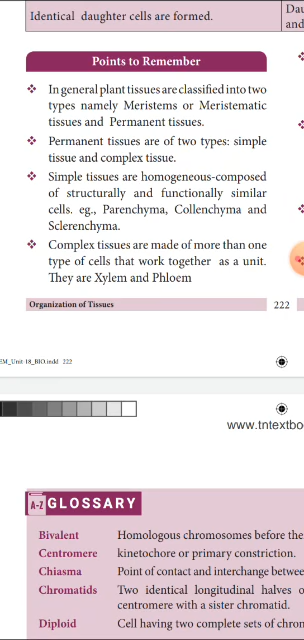 Identical daughter cells are formed.
Dau
and
Points to Remember
❖ In general plant tissues are classified into two
types namely Meristems or Meristematic
tissues and Permanent tissues.
❖ Permanent tissues are of two types: simple
tissue and complex tissue.
❖ Simple tissues are homogeneous-composed
of structurally and functionally similar
cells. eg., Parenchyma, Collenchyma and
Sclerenchyma.
❖ Complex tissues are made of more than one
type of cells that work together as a unit.
They are Xylem and Phloem
Organization of Tissues
222
EM_Unit-18_BIO.indd 222
www.tntextbo
A-Z GLOSSARY
Bivalent Homologous chromosomes before the
Centromere kinetochore or primary constriction.
Chiasma Point of contact and interchange betwee
Chromatids Two identical longitudinal halves o
centromere with a sister chromatid.
Diploid Cell having two complete sets of chrom